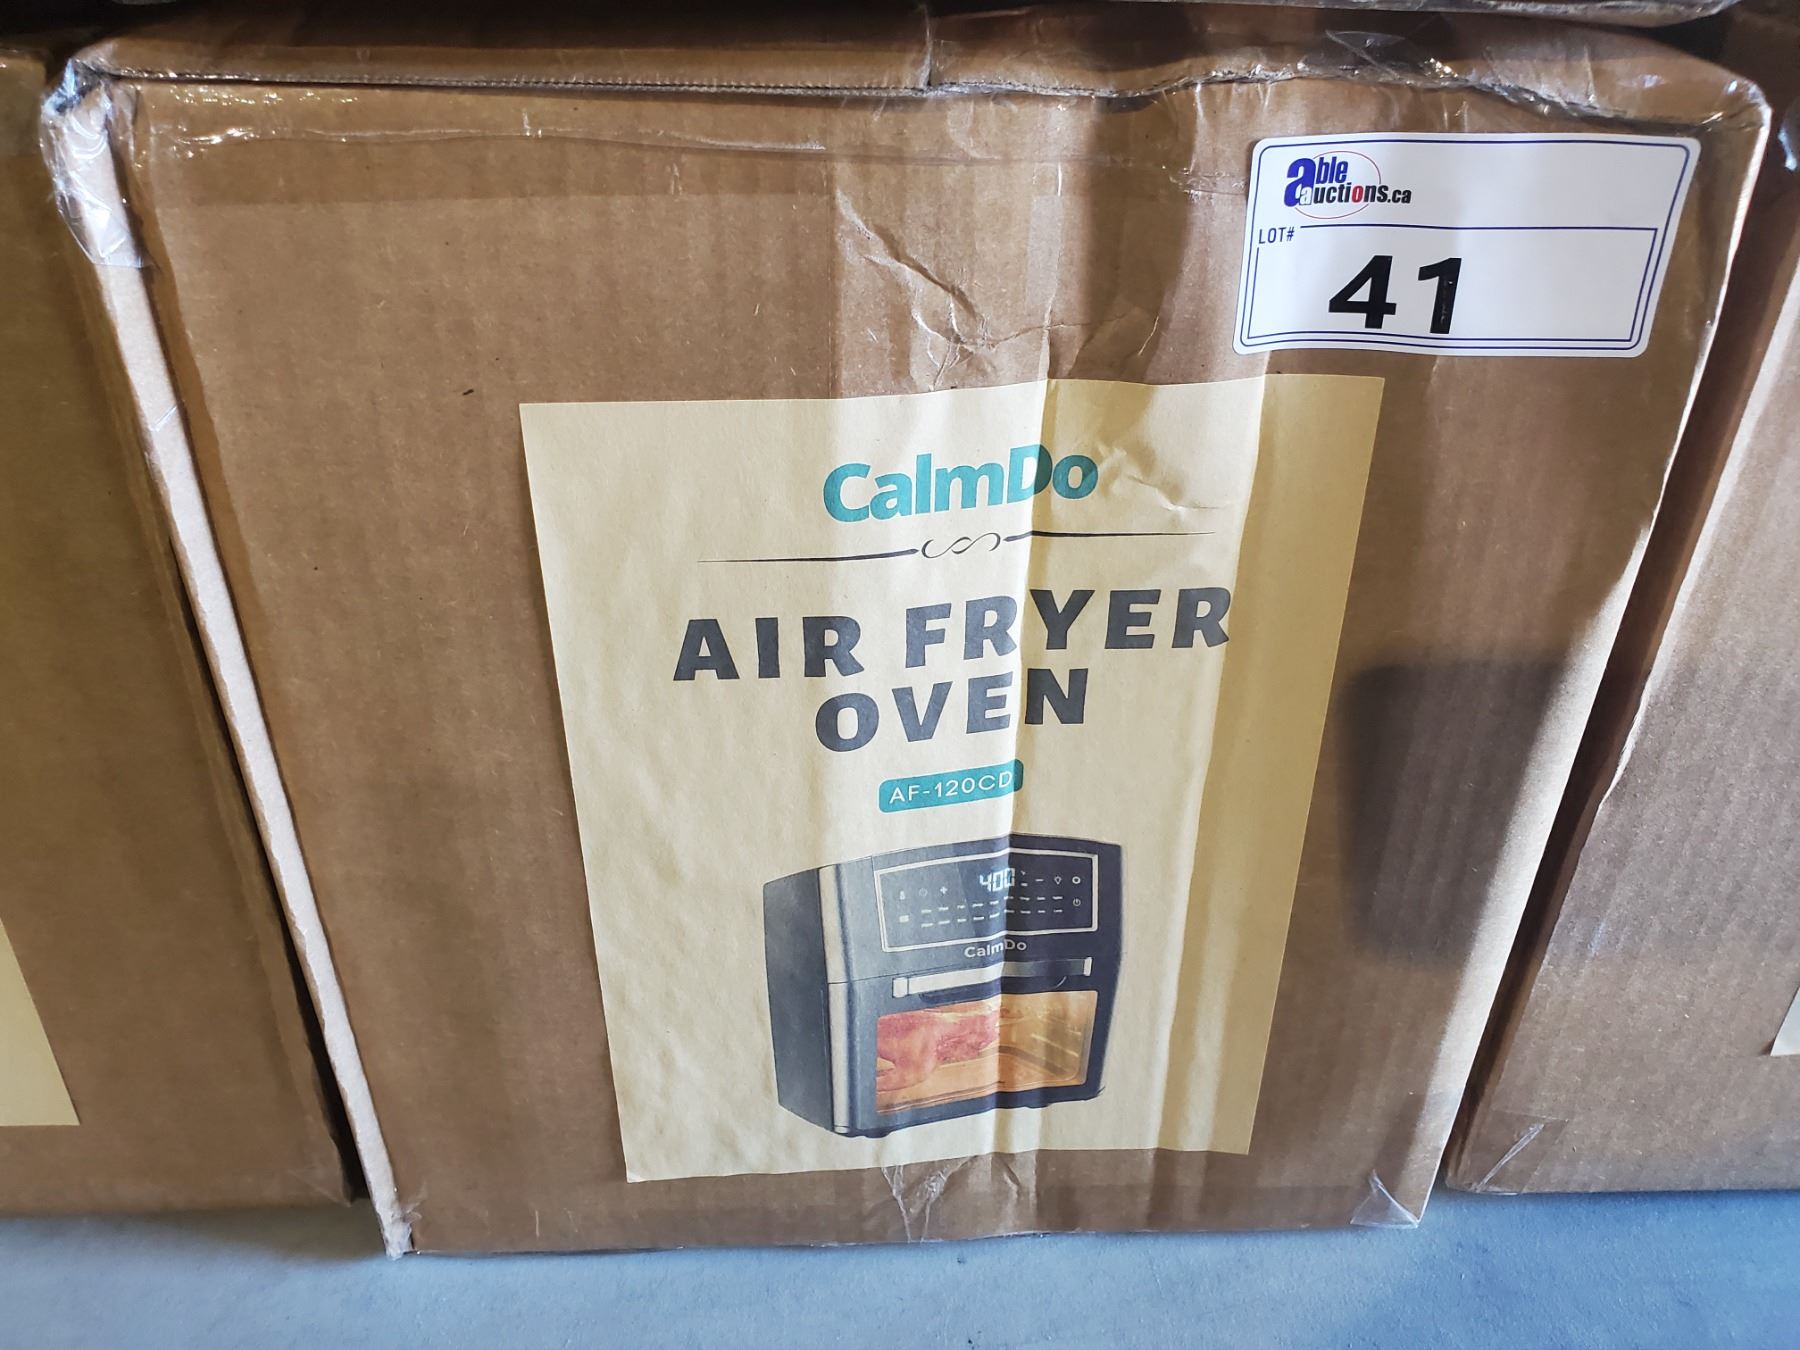 able
auctions.ca
LOT#
41
CalmDo
AIR FRYER
OVEN
AF-120CD
400
CalmDo